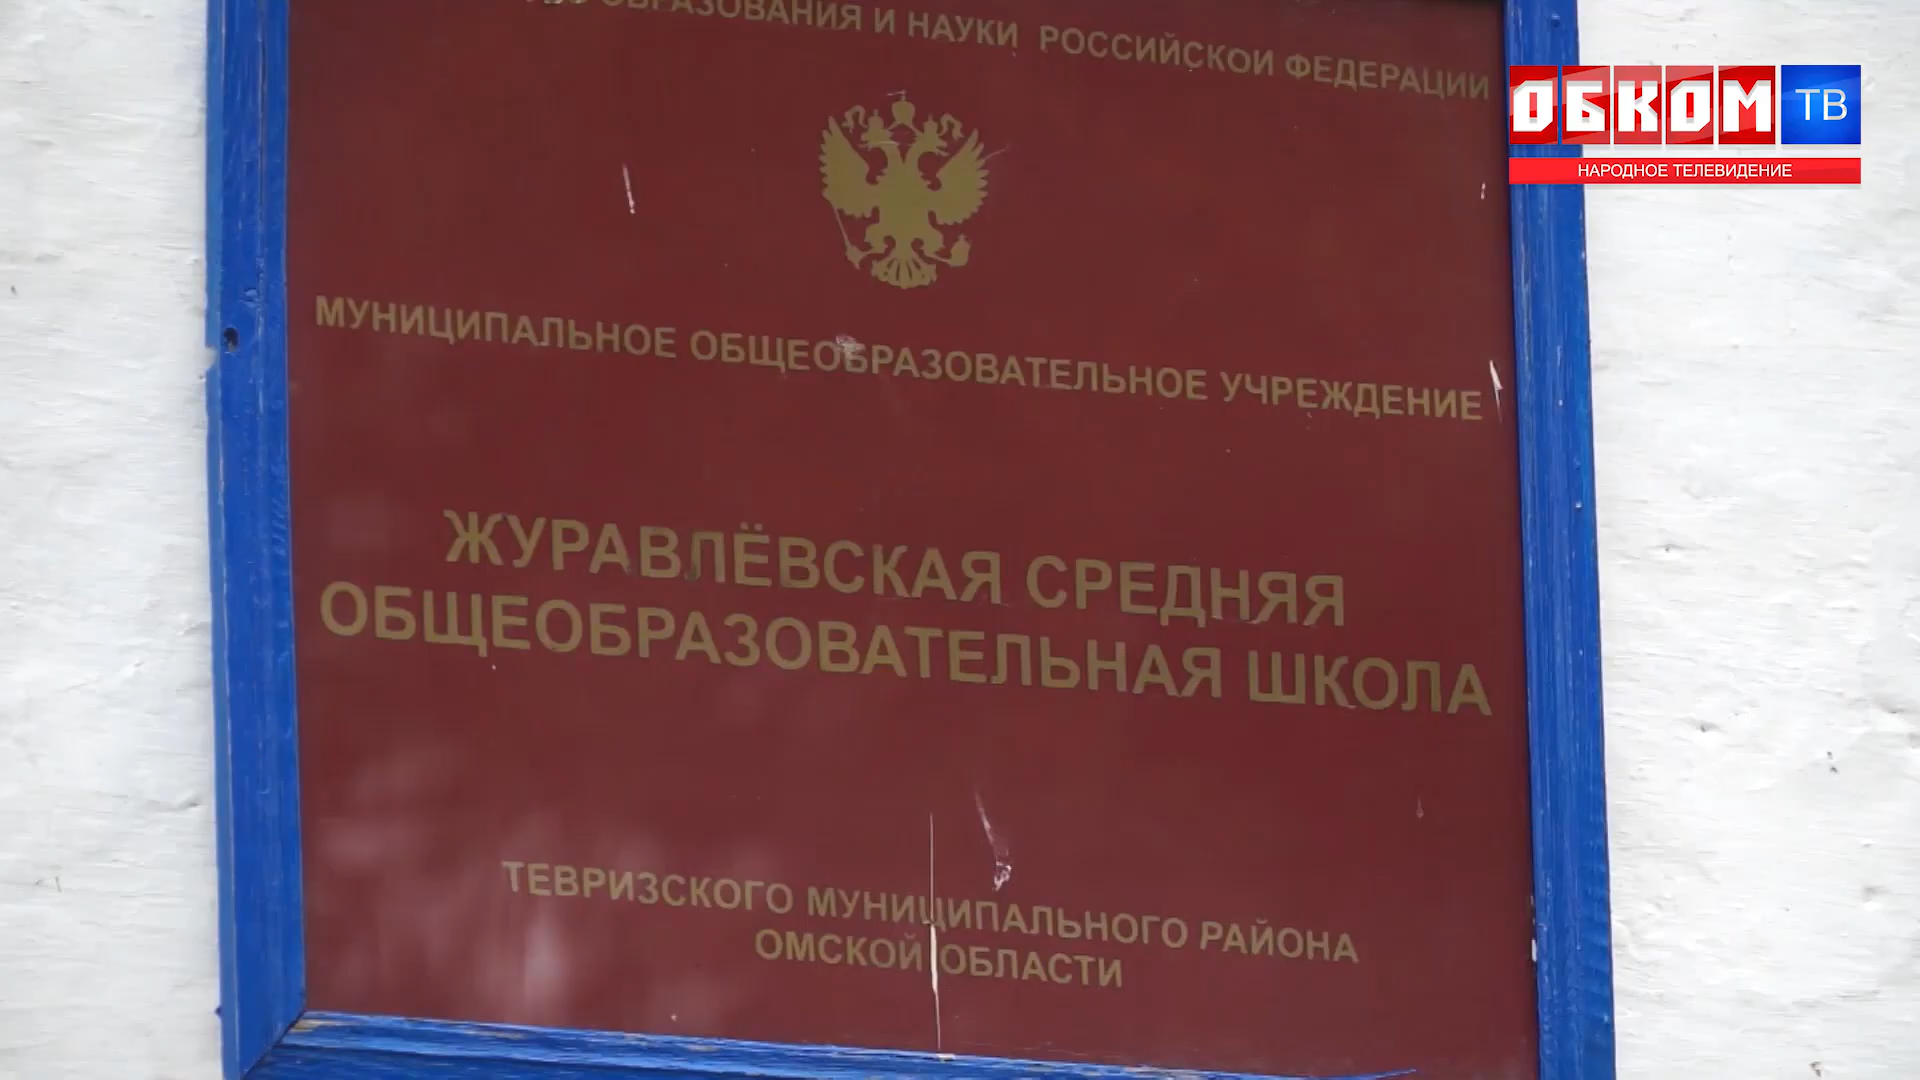 ОБРАЗОВАНИЯ И НАУКИ РОССИЙСКОЙ ФЕДЕРАЦИИ
ОБКОМ ТВ
НАРОДНОЕ ТЕЛЕВИДЕНИЕ
МУНИЦИПАЛЬНОЕ ОБЩЕОБРАЗОВАТЕЛЬНОЕ УЧРЕЖДЕНИЕ
ЖУРАВЛЁВСКАЯ СРЕДНЯЯ
ОБЩЕОБРАЗОВАТЕЛЬНАЯ ШКОЛА
ТЕВРИЗСКОГО МУНИЦИПАЛЬНОГО РАЙОНА
ОМСКОЙ ОБЛАСТИ